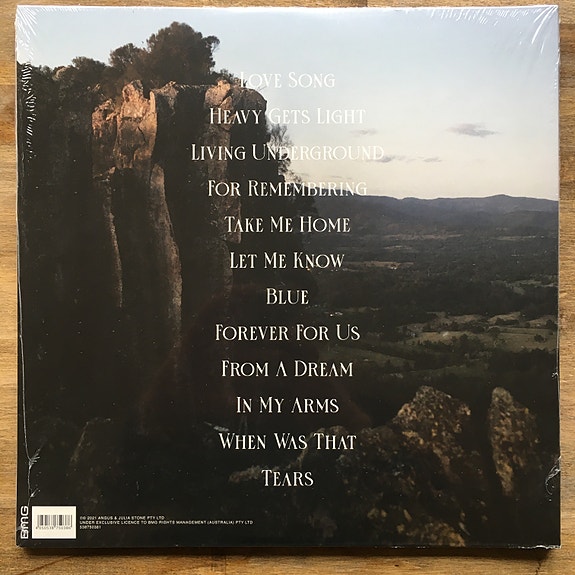 LOVE SONG
HEAVY GETS LIGHT
LIVING UNDERGROUND
FOR REMEMBERING
TAKE ME HOME
LET ME KNOW
BLUE
FOREVER FOR US
FROM A DREAM
IN MY ARMS
WHEN WAS THAT
TEARS
BMG
℗© 2021 ANGUS & JULIA STONE PTY LTD
UNDER EXCLUSIVE LICENCE TO BMG RIGHTS MANAGEMENT (AUSTRALIA) PTY LTD
538750381